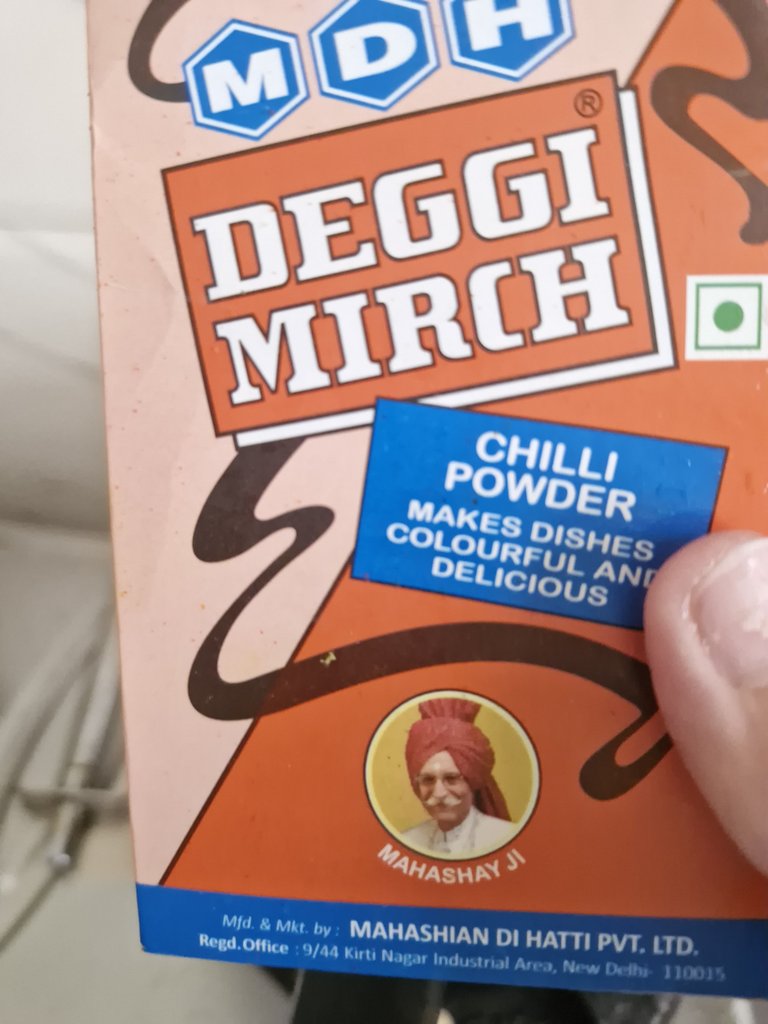 MDH
®
DEGGI
MIRCH
CHILLI
POWDER
MAKES DISHES
COLOURFUL AND
DELICIOUS
MAHASHAY JI
Mfd. & Mkt. by : MAHASHIAN DI HATTI PVT. LTD.
Regd. Office : 9/44 Kirti Nagar Industrial Area, New Delhi- 110015